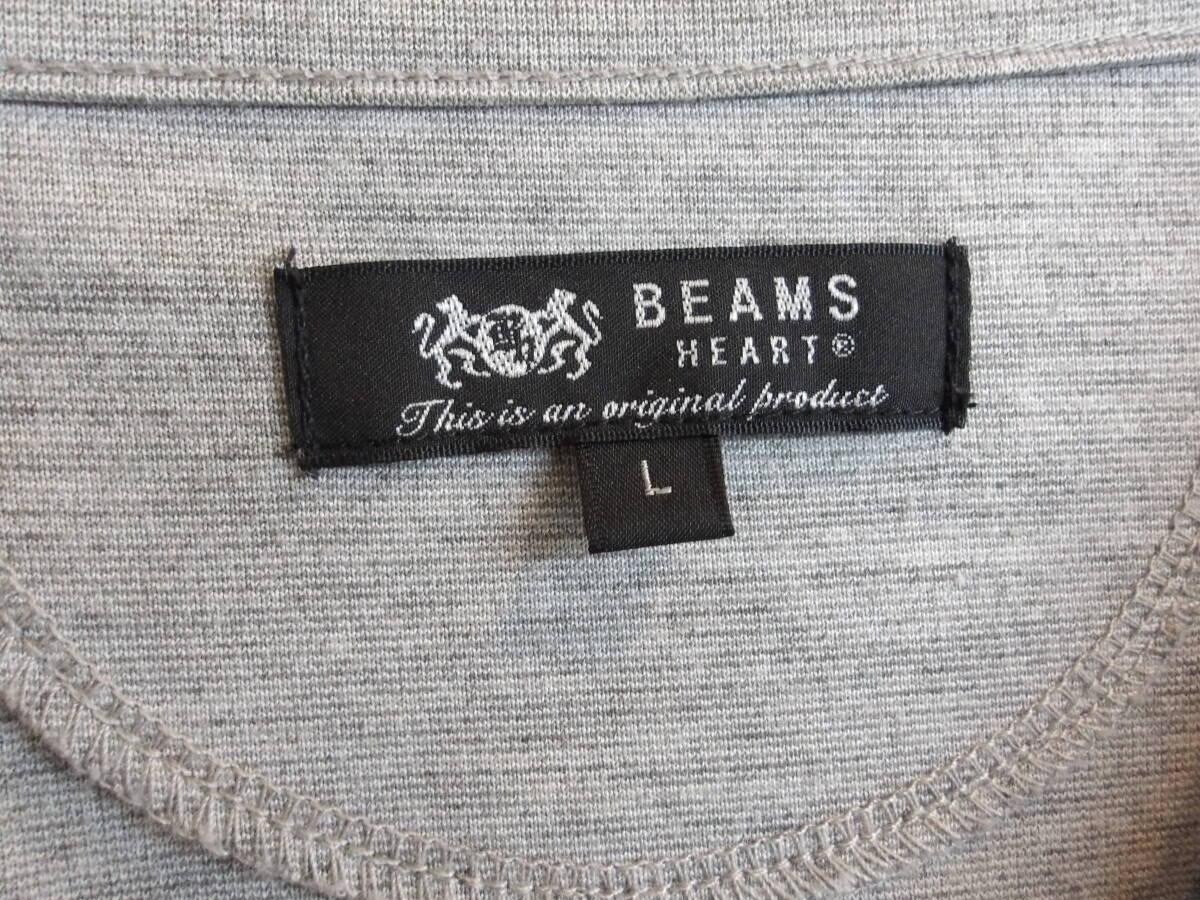 BEAMS
HEART®
This is an original product
L